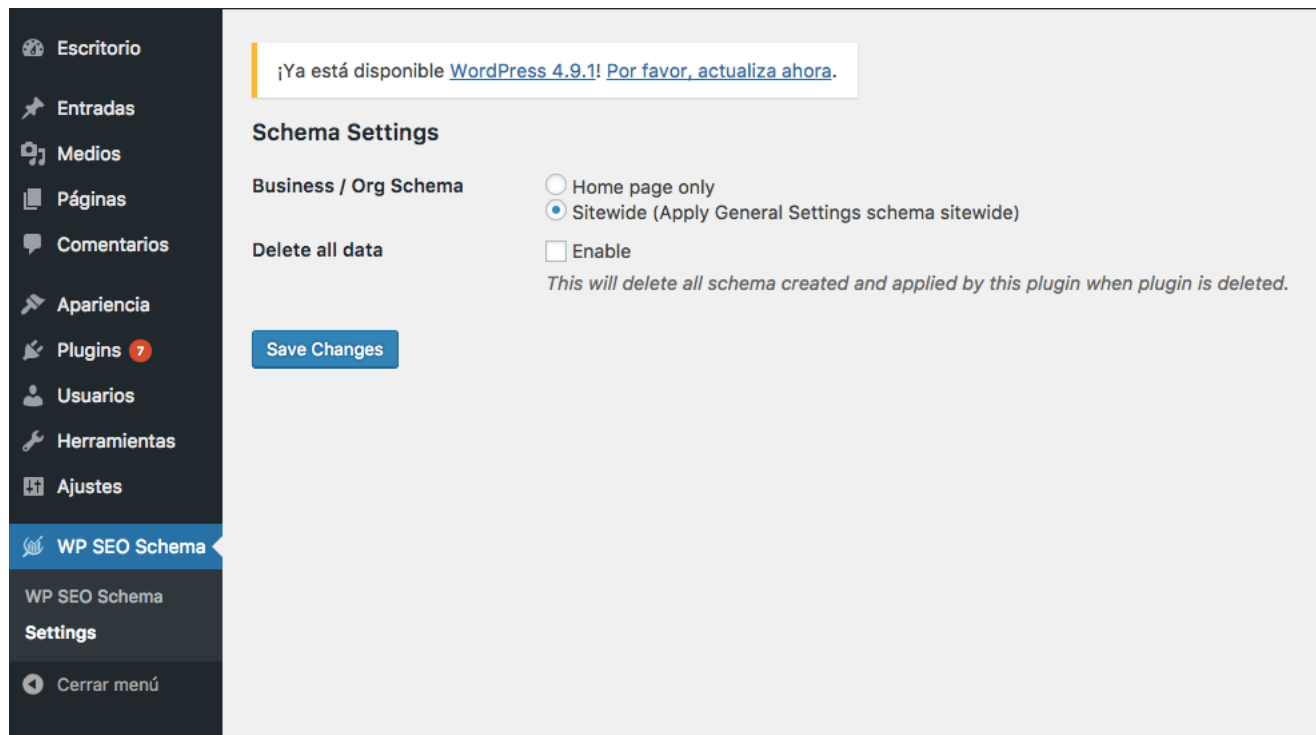 Escritorio
Entradas
Medios
Páginas
Comentarios
Apariencia
Plugins 7
Usuarios
Herramientas
Ajustes
WP SEO Schema
WP SEO Schema
Settings
Cerrar menú
¡Ya está disponible WordPress 4.9.1! Por favor, actualiza ahora.
Schema Settings
Business / Org Schema
Home page only
Sitewide (Apply General Settings schema sitewide)
Delete all data
Enable
This will delete all schema created and applied by this plugin when plugin is deleted.
Save Changes